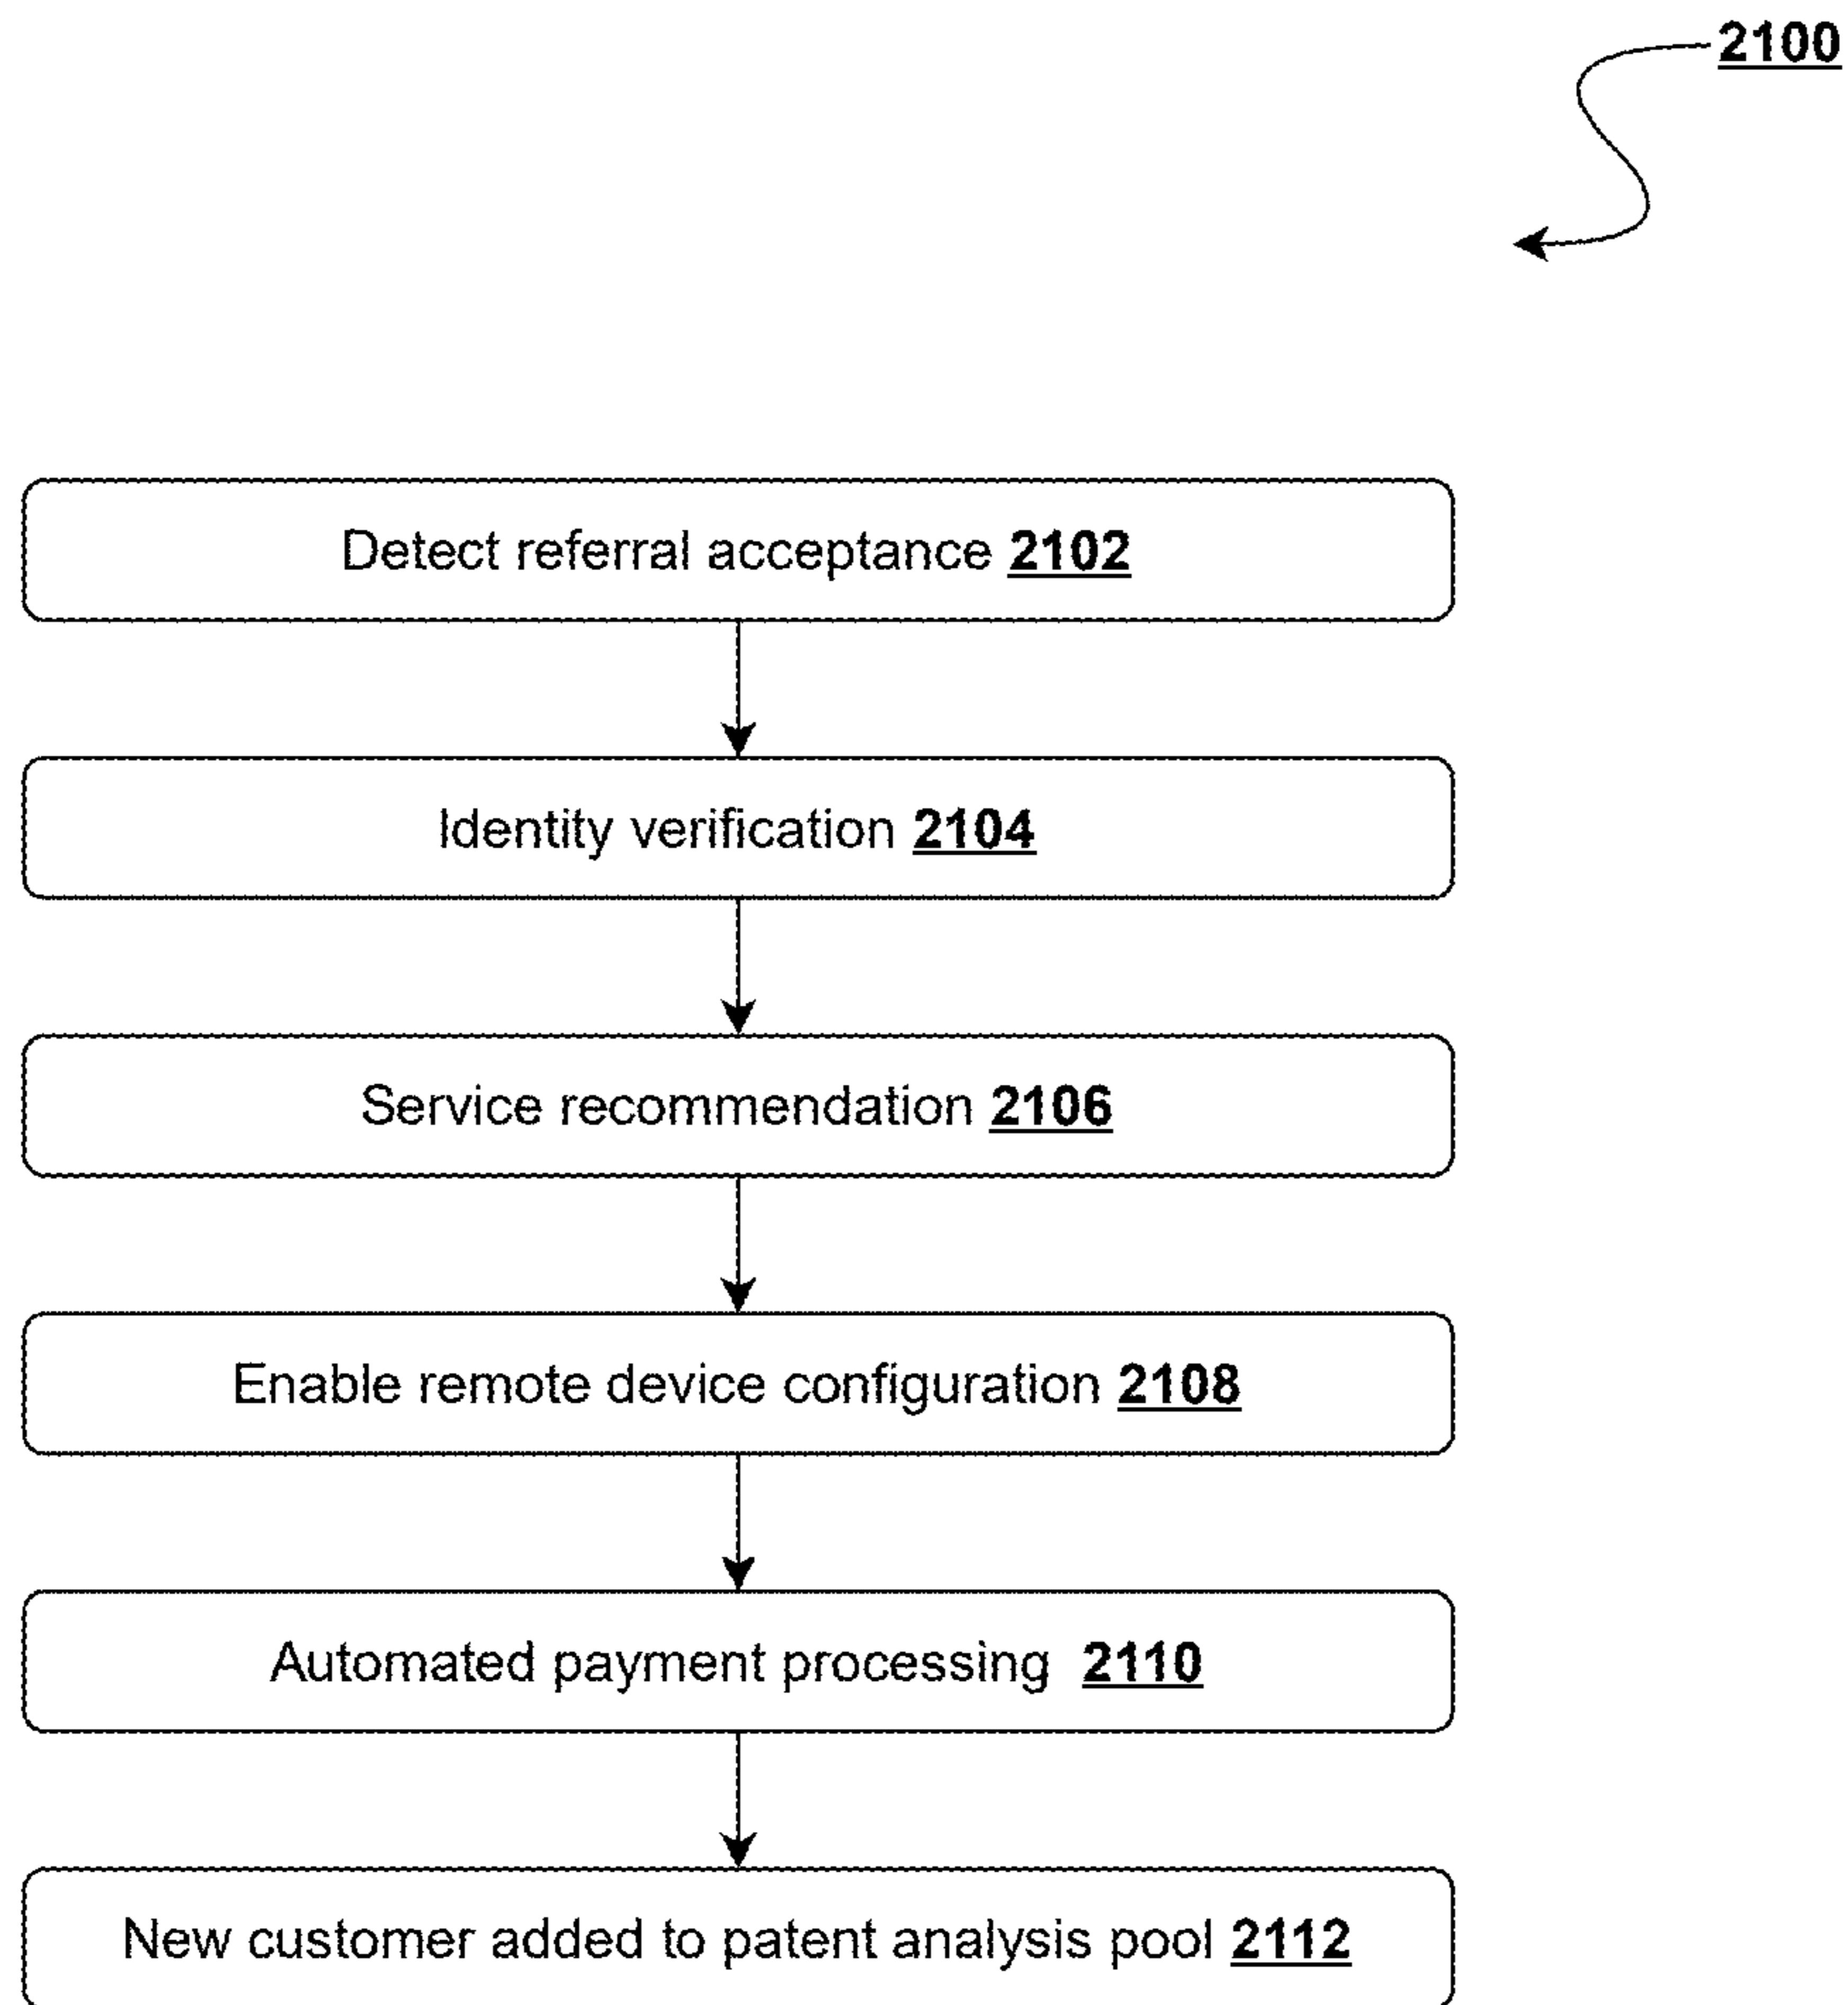 2100
Detect referral acceptance 2102
Identity verification 2104
Service recommendation 2106
Enable remote device configuration 2108
Automated payment processing 2110
New customer added to patent analysis pool 2112